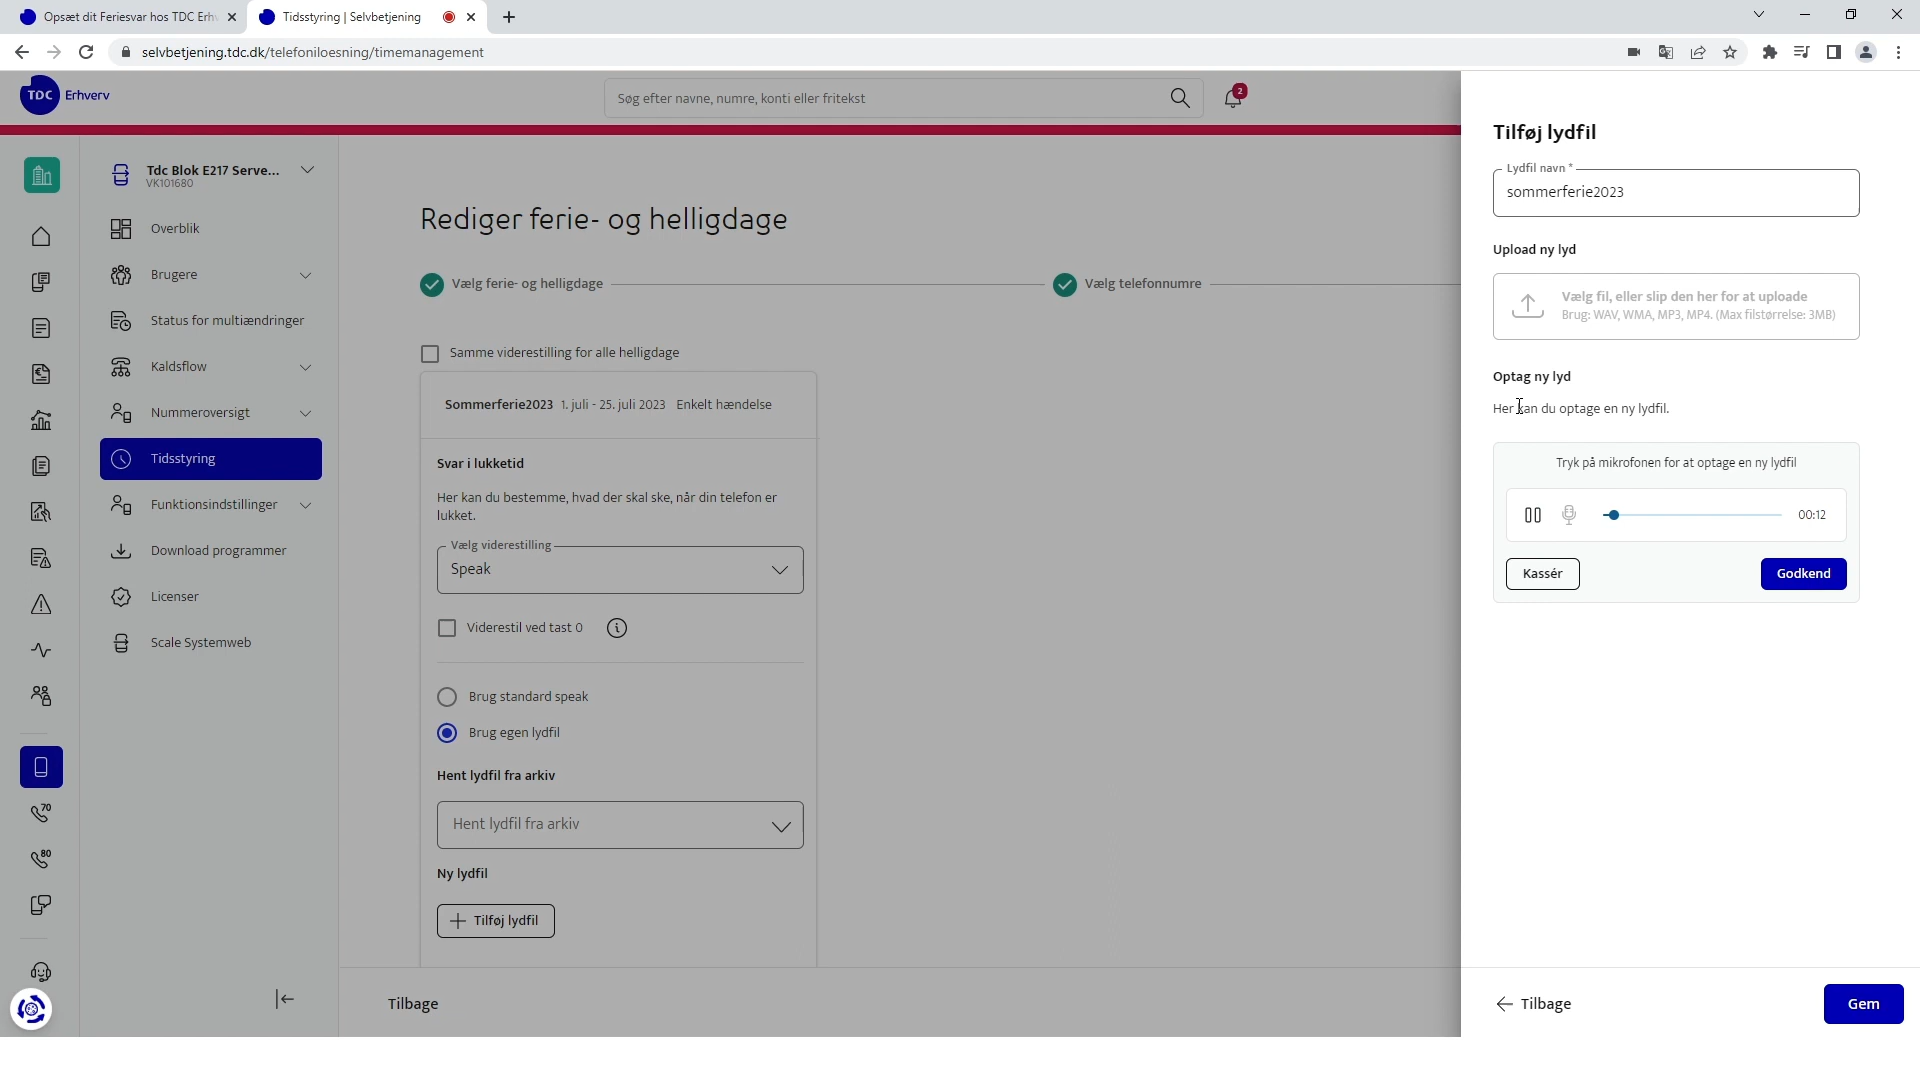 Opsæt dit Feriesvar hos TDC Erh
Tidsstyring | Selvbetjening
selvbetjening.tdc.dk/telefoniloesning/timemanagement
TDC Erhverv
Søg efter navne, numre, konti eller fritekst
2
Tdc Blok E217 Serve...
VK101680
Overblik
Brugere
Status for multiændringer
Kaldsflow
Nummeroversigt
Tidsstyring
Funktionsindstillinger
Download programmer
Licenser
Scale Systemweb
70
80
Rediger ferie- og helligdage
Vælg ferie- og helligdage
Vælg telefonnumre
Samme viderestilling for alle helligdage
Sommerferie2023 1. juli - 25. juli 2023 Enkelt hændelse
Svar i lukketid
Her kan du bestemme, hvad der skal ske, når din telefon er
lukket.
Vælg viderestilling
Speak
Viderestil ved tast 0
Brug standard speak
Brug egen lydfil
Hent lydfil fra arkiv
Hent lydfil fra arkiv
Ny lydfil
Tilføj lydfil
Tilbage
Tilføj lydfil
Lydfil navn *
sommerferie2023
Upload ny lyd
Vælg fil, eller slip den her for at uploade
Brug: WAV, WMA, MP3, MP4. (Max filstørrelse: 3MB)
Optag ny lyd
Her kan du optage en ny lydfil.
Tryk på mikrofonen for at optage en ny lydfil
00:12
Kassér
Godkend
Tilbage
Gem